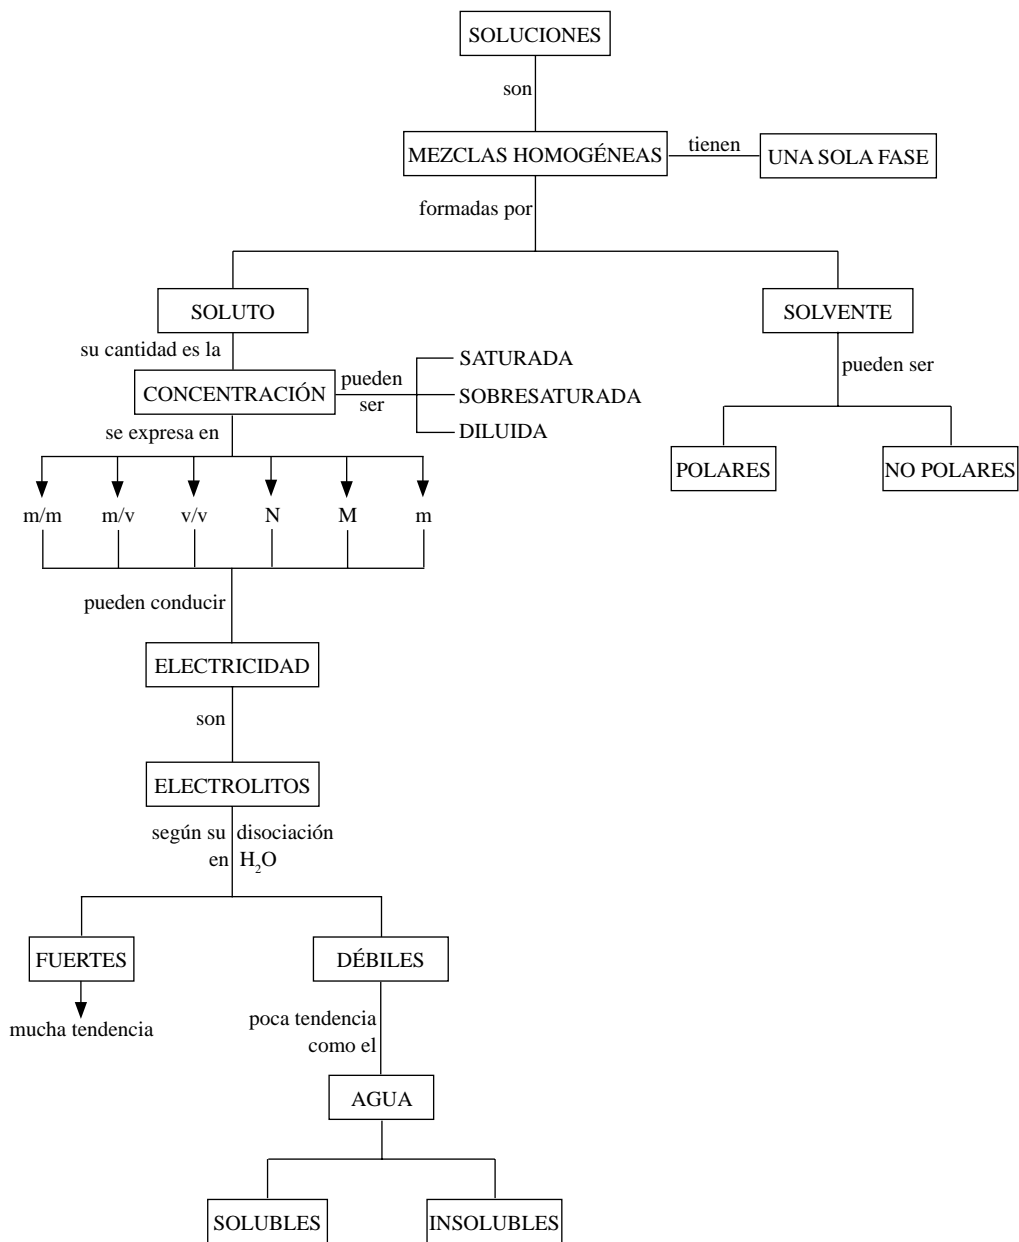 SOLUCIONES
son
MEZCLAS HOMOGÉNEAS
tienen
UNA SOLA FASE
formadas por
SOLUTO
SOLVENTE
su cantidad es la
pueden ser
CONCENTRACIÓN
pueden
ser
SATURADA
SOBRESATURADA
DILUIDA
se expresa en
POLARES
NO POLARES
m/m
m/v
v/v
N
M
m
pueden conducir
ELECTRICIDAD
son
ELECTROLITOS
según su disociación
en H₂O
FUERTES
DÉBILES
mucha tendencia
poca tendencia
como el
AGUA
SOLUBLES
INSOLUBLES